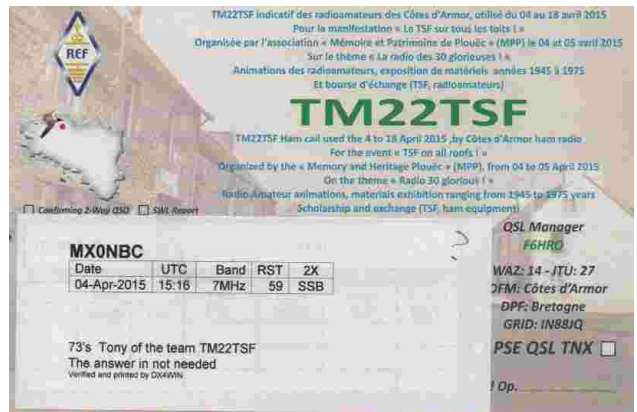 TM22TSF indicatif des radioamateurs des Côtes d'Armor, utilisé du 04 au 18 avril 2015
Pour la manifestation « Le TSF sur tous les toits ! »
Organisée par l'association « Mémoire et Patrimoine de Plouëc » (MPP) le 04 et 05 avril 2015
Sur le thème « La radio des 30 glorieuses ! »
Animations des radioamateurs, exposition de matériels années 1945 à 1975
Et bourse d'échange (TSF, radioamateurs)
REF
TM22TSF
TM22TSF Ham call used the 4 to 18 April 2015 ,by Côtes d'Armor ham radio
For the event « TSF on all roofs ! »
Organized by the « Memory and Heritage Plouëc » (MPP), from 04 to 05 April 2015
On the theme « Radio 30 glorious ! »
Radio Amateur animations, materials exhibition ranging from 1945 to 1975 years
Scholarship and exchange (TSF, ham equipment)
Confirming 2-Way QSO SWL Report
QSL Manager
F6HRO
WAZ: 14 - ITU: 27
DFM: Côtes d'Armor
DPF: Bretagne
GRID: IN88JQ
PSE QSL TNX
! Op.
MX0NBC
Date UTC Band RST 2X
04-Apr-2015 15:16 7MHz 59 SSB
73's Tony of the team TM22TSF
The answer in not needed
Verified and printed by DX4WIN